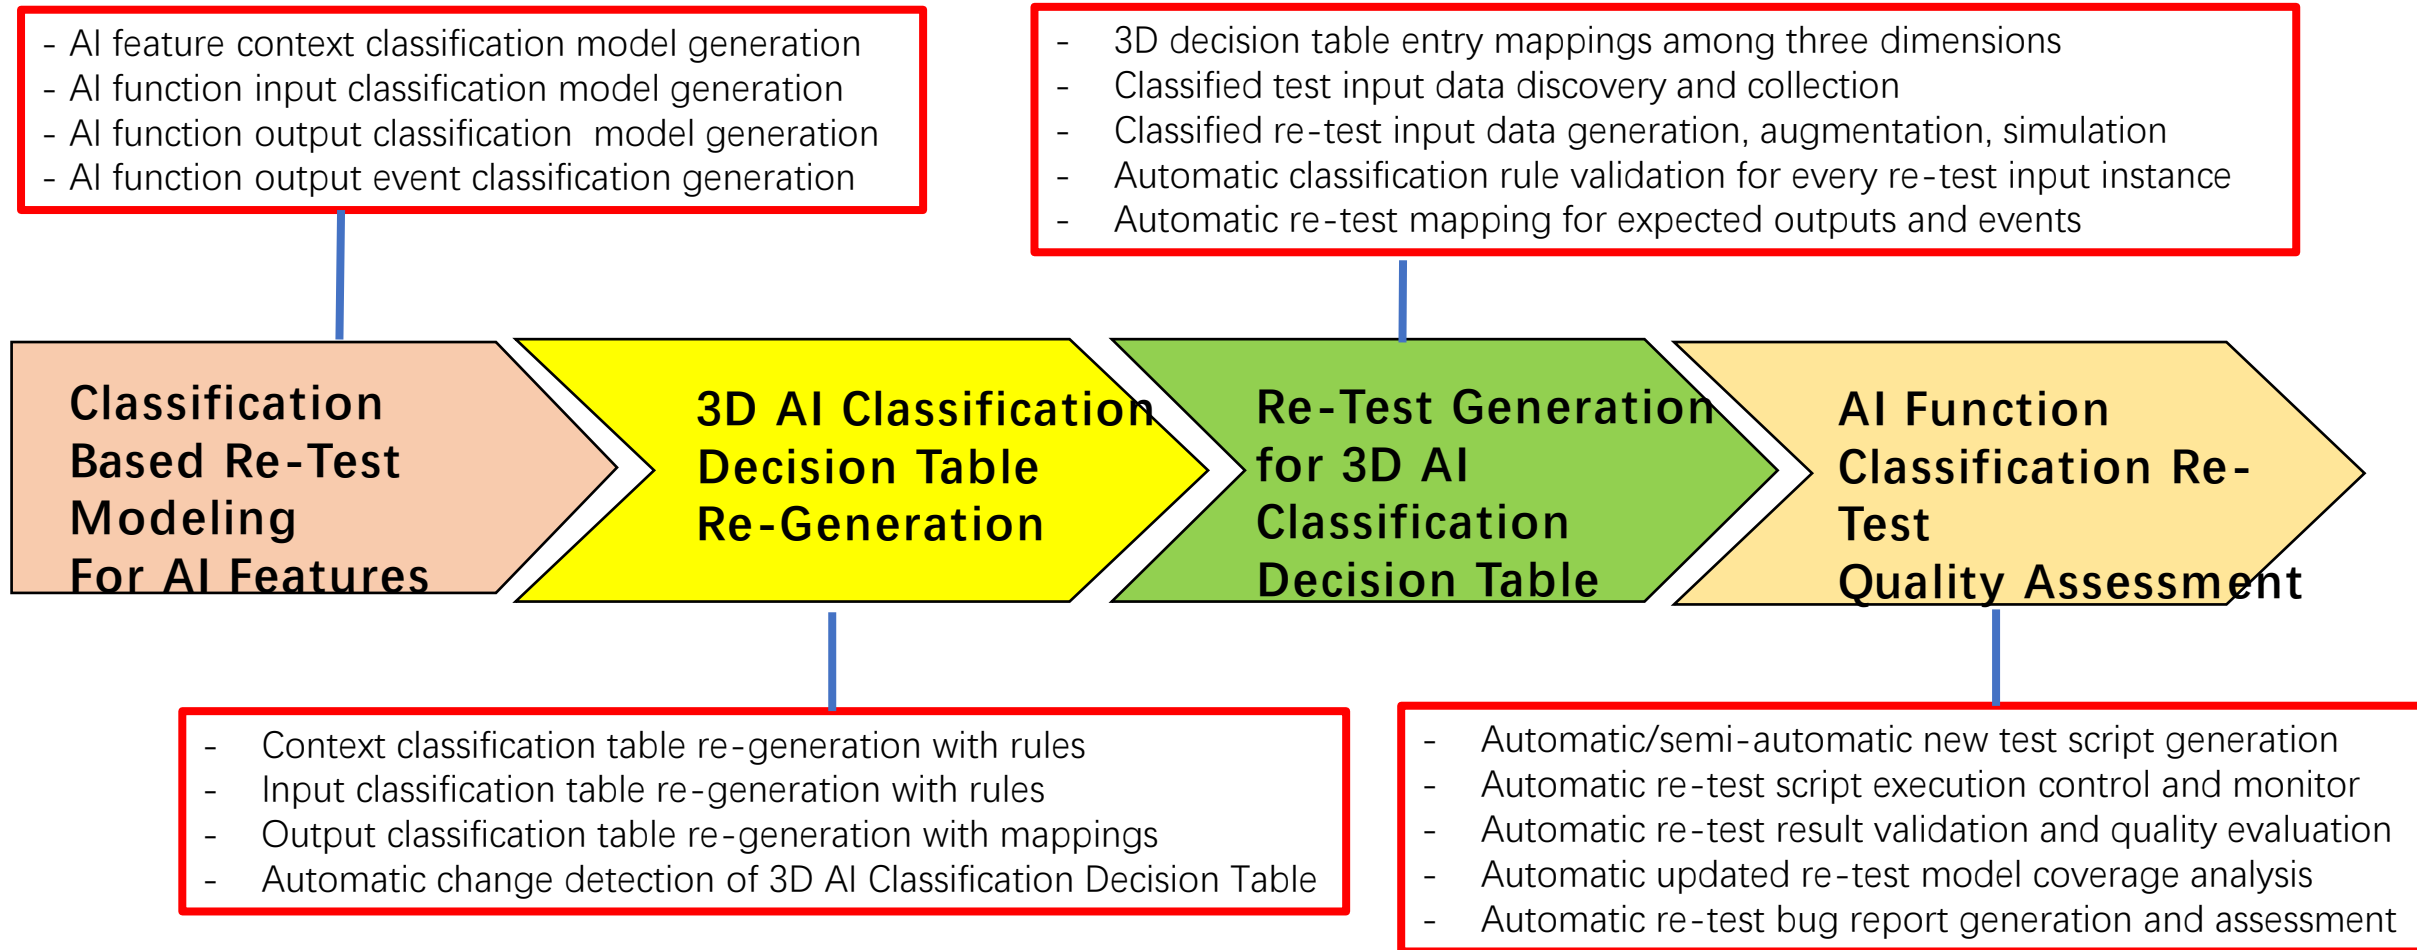 - AI feature context classification model generation
- AI function input classification model generation
- AI function output classification  model generation
- AI function output event classification generation
- 3D decision table entry mappings among three dimensions
- Classified test input data discovery and collection
- Classified re-test input data generation, augmentation, simulation
- Automatic classification rule validation for every re-test input instance
- Automatic re-test mapping for expected outputs and events
Classification
Based Re-Test
Modeling
For AI Features
3D AI Classification
Decision Table
Re-Generation
Re-Test Generation
for 3D AI
Classification
Decision Table
AI Function
Classification Re-
Test
Quality Assessment
- Context classification table re-generation with rules
- Input classification table re-generation with rules
- Output classification table re-generation with mappings
- Automatic change detection of 3D AI Classification Decision Table
- Automatic/semi-automatic new test script generation
- Automatic re-test script execution control and monitor
- Automatic re-test result validation and quality evaluation
- Automatic updated re-test model coverage analysis
- Automatic re-test bug report generation and assessment